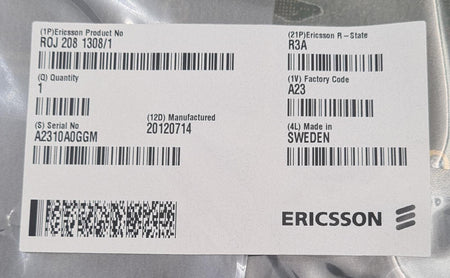 (1P)Ericsson Product No
ROJ 208 1308/1
(21P)Ericsson R-State
R3A
(Q) Quantity
1
(1V) Factory Code
A23
(S) Serial No
A2310A0GGM
(12D) Manufactured
20120714
(4L) Made in
SWEDEN
ERICSSON